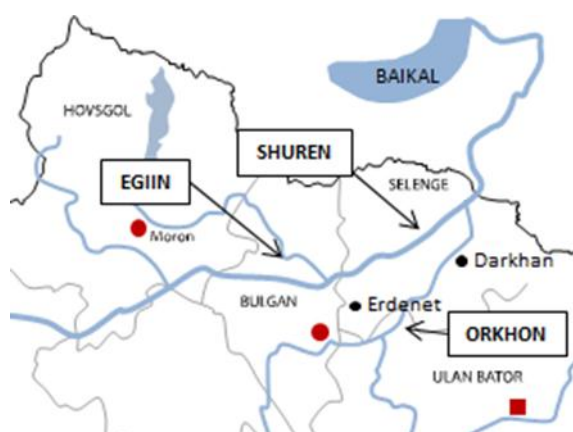 BAIKAL
HOVSGOL
SHUREN
EGIIN
SELENGE
Moron
Darkhan
BULGAN
Erdenet
ORKHON
ULAN BATOR